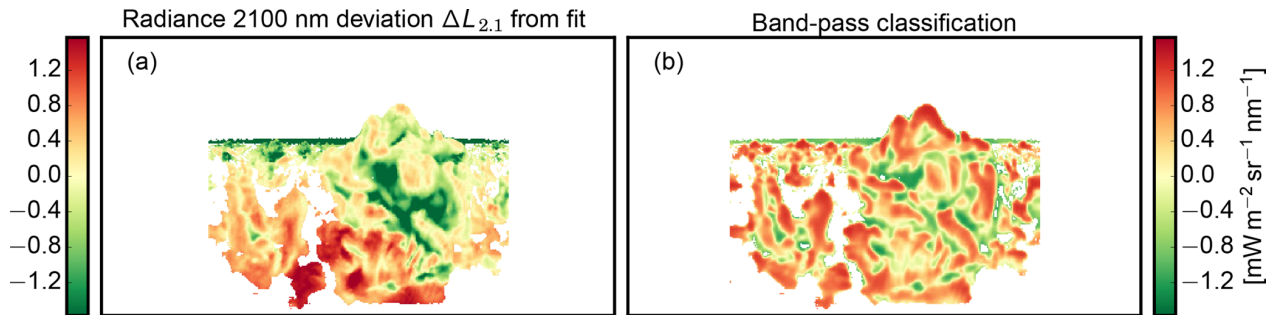 Radiance 2100 nm deviation ΔL2.1 from fit
Band-pass classification
(a)
(b)
1.2
0.8
0.4
0.0
−0.4
−0.8
−1.2
1.2
0.8
0.4
0.0
−0.4
−0.8
−1.2
[mW m−2 sr−1 nm−1]